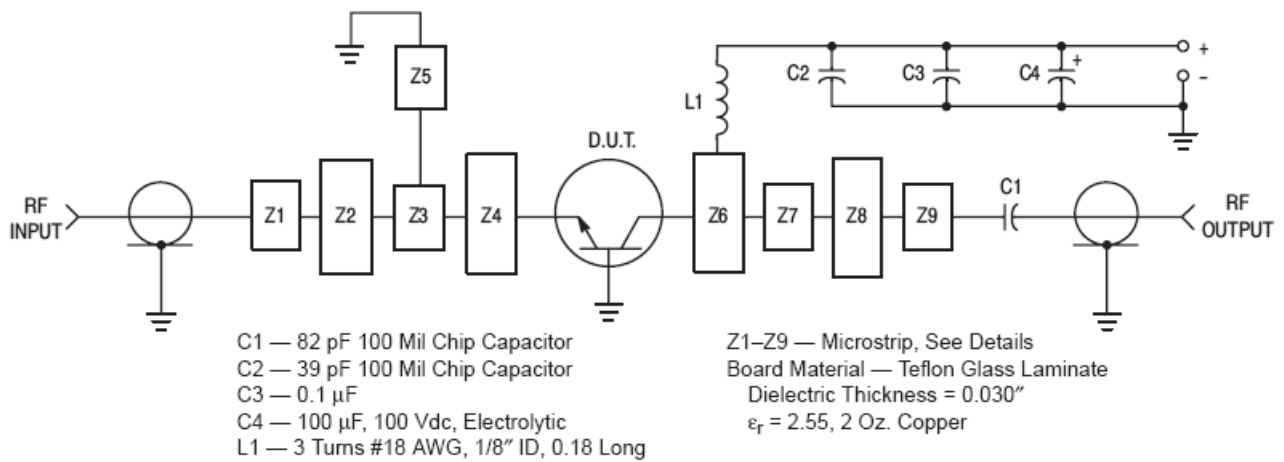 Z5
L1
C2
C3
C4
+
+
−
D.U.T.
RF
INPUT
Z1
Z2
Z3
Z4
Z6
Z7
Z8
Z9
C1
RF
OUTPUT
C1 — 82 pF 100 Mil Chip Capacitor
C2 — 39 pF 100 Mil Chip Capacitor
C3 — 0.1 μF
C4 — 100 μF, 100 Vdc, Electrolytic
L1 — 3 Turns #18 AWG, 1/8″ ID, 0.18 Long
Z1–Z9 — Microstrip, See Details
Board Material — Teflon Glass Laminate
Dielectric Thickness = 0.030″
εr = 2.55, 2 Oz. Copper